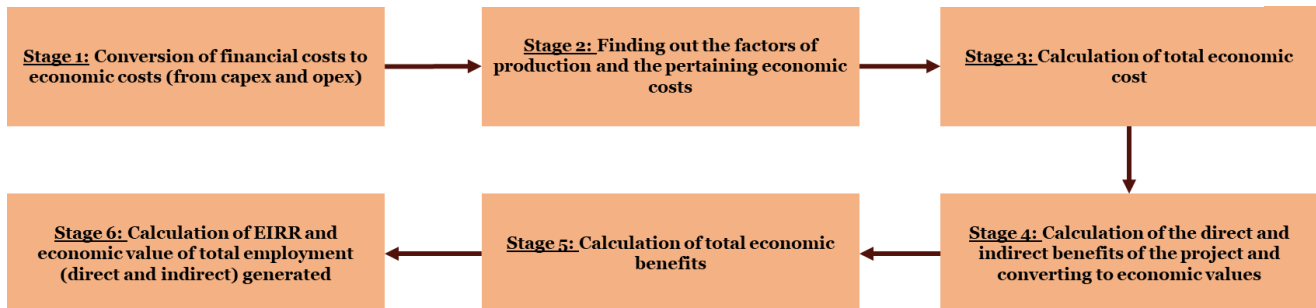 Stage 1: Conversion of financial costs to
economic costs (from capex and opex)
Stage 2: Finding out the factors of
production and the pertaining economic
costs
Stage 3: Calculation of total economic
cost
Stage 4: Calculation of the direct and
indirect benefits of the project and
converting to economic values
Stage 5: Calculation of total economic
benefits
Stage 6: Calculation of EIRR and
economic value of total employment
(direct and indirect) generated